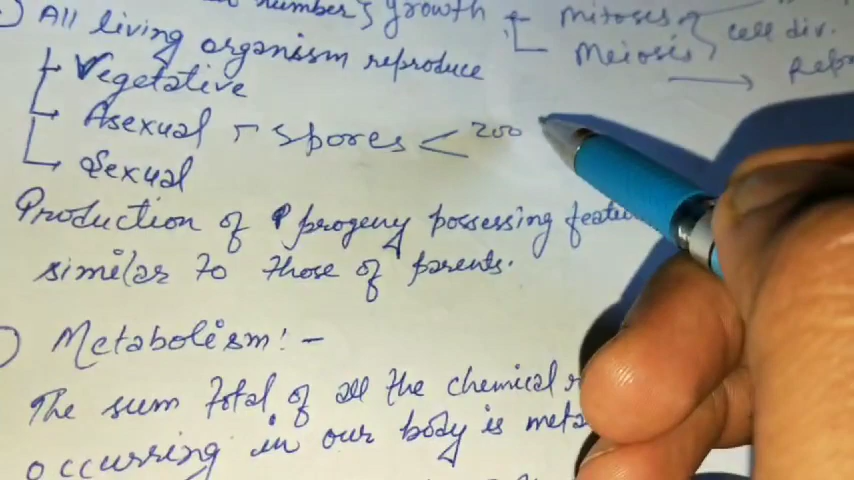 number's growth Mitosis
All living organism reproduce Meiosis cell div.
Vegetative
Asexual Spores < zoo
Sexual
Production of progeny possessing featu
similar to those of parents.
Metabolism: -
The sum total of all the chemical r
occurring in our body is meta